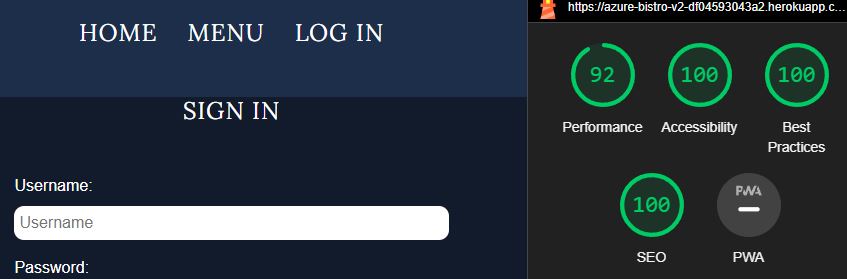 HOME MENU LOG IN
SIGN IN
Username:
Username
Password:
https://azure-bistro-v2-df04593043a2.herokuapp.c...
92 100 100
Performance Accessibility Best
Practices
100 PWA
SEO PWA